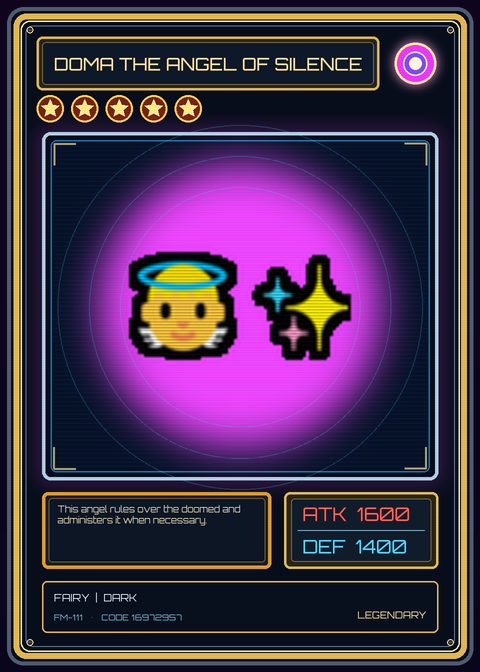 DOMA THE ANGEL OF SILENCE
This angel rules over the doomed and
administers it when necessary.
ATK 1600
DEF 1400
FAIRY | DARK
FM-111 · CODE 16972957
LEGENDARY